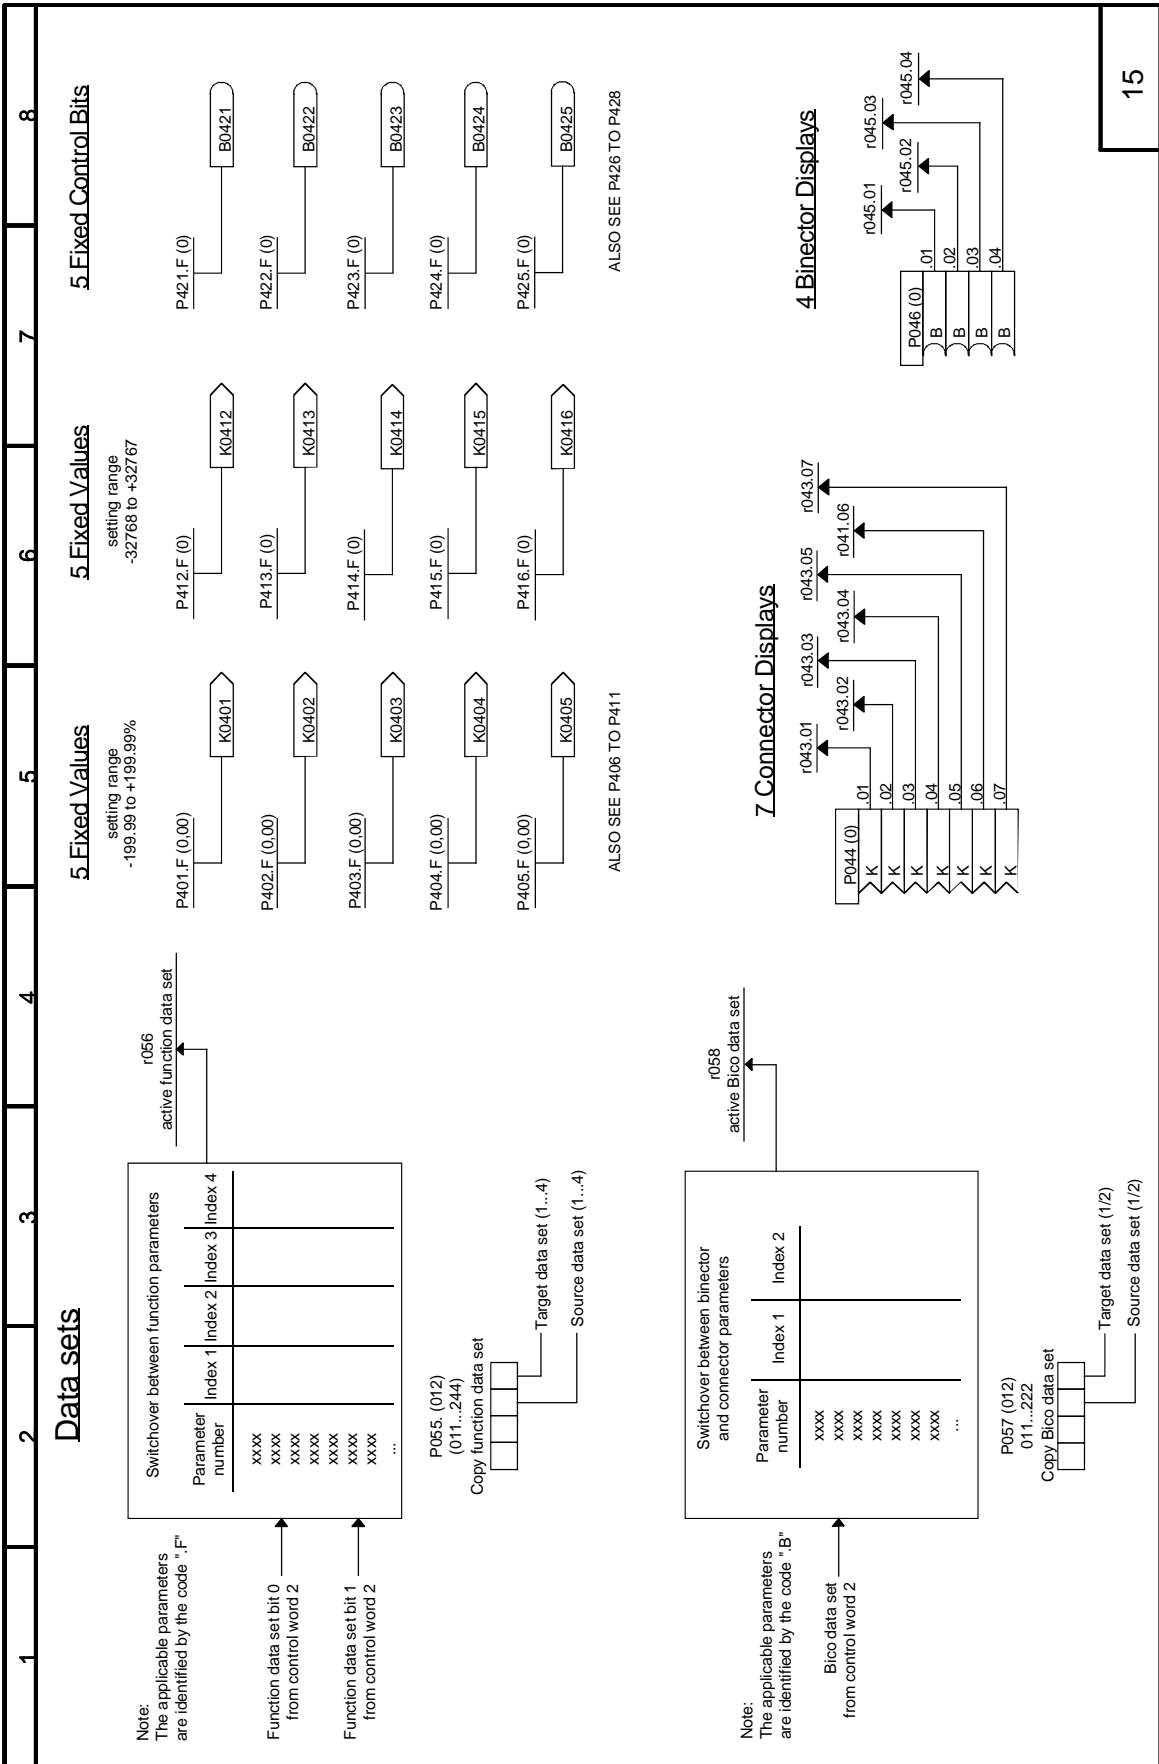 1 2 3 4 5 6 7 8
Data sets
Note:
The applicable parameters
are identified by the code ".F"
Function data set bit 0
from control word 2
Function data set bit 1
from control word 2
Switchover between function parameters
Parameter
number
Index 1 Index 2 Index 3 Index 4
xxxx
xxxx
xxxx
xxxx
xxxx
xxxx
xxxx
...
r056
active function data set
P055. (012)
(011...244)
Copy function data set
Target data set (1...4)
Source data set (1...4)
Note:
The applicable parameters
are identified by the code ".B"
Bico data set
from control word 2
Switchover between binector
and connector parameters
Parameter
number
Index 1 Index 2
xxxx
xxxx
xxxx
xxxx
xxxx
xxxx
xxxx
...
r058
active Bico data set
P057 (012)
011...222
Copy Bico data set
Target data set (1/2)
Source data set (1/2)
5 Fixed Values
setting range
-199.99 to +199.99%
P401.F (0,00)
K0401
P402.F (0,00)
K0402
P403.F (0,00)
K0403
P404.F (0,00)
K0404
P405.F (0,00)
K0405
ALSO SEE P406 TO P411
5 Fixed Values
setting range
-32768 to +32767
P412.F (0)
K0412
P413.F (0)
K0413
P414.F (0)
K0414
P415.F (0)
K0415
P416.F (0)
K0416
5 Fixed Control Bits
P421.F (0)
B0421
P422.F (0)
B0422
P423.F (0)
B0423
P424.F (0)
B0424
P425.F (0)
B0425
ALSO SEE P426 TO P428
7 Connector Displays
r043.01
r043.02
r043.03
r043.04
r043.05
r041.06
r043.07
P044 (0)
K .01
K .02
K .03
K .04
K .05
K .06
K .07
4 Binector Displays
r045.01
r045.02
r045.03
r045.04
P046 (0)
B .01
B .02
B .03
B .04
15